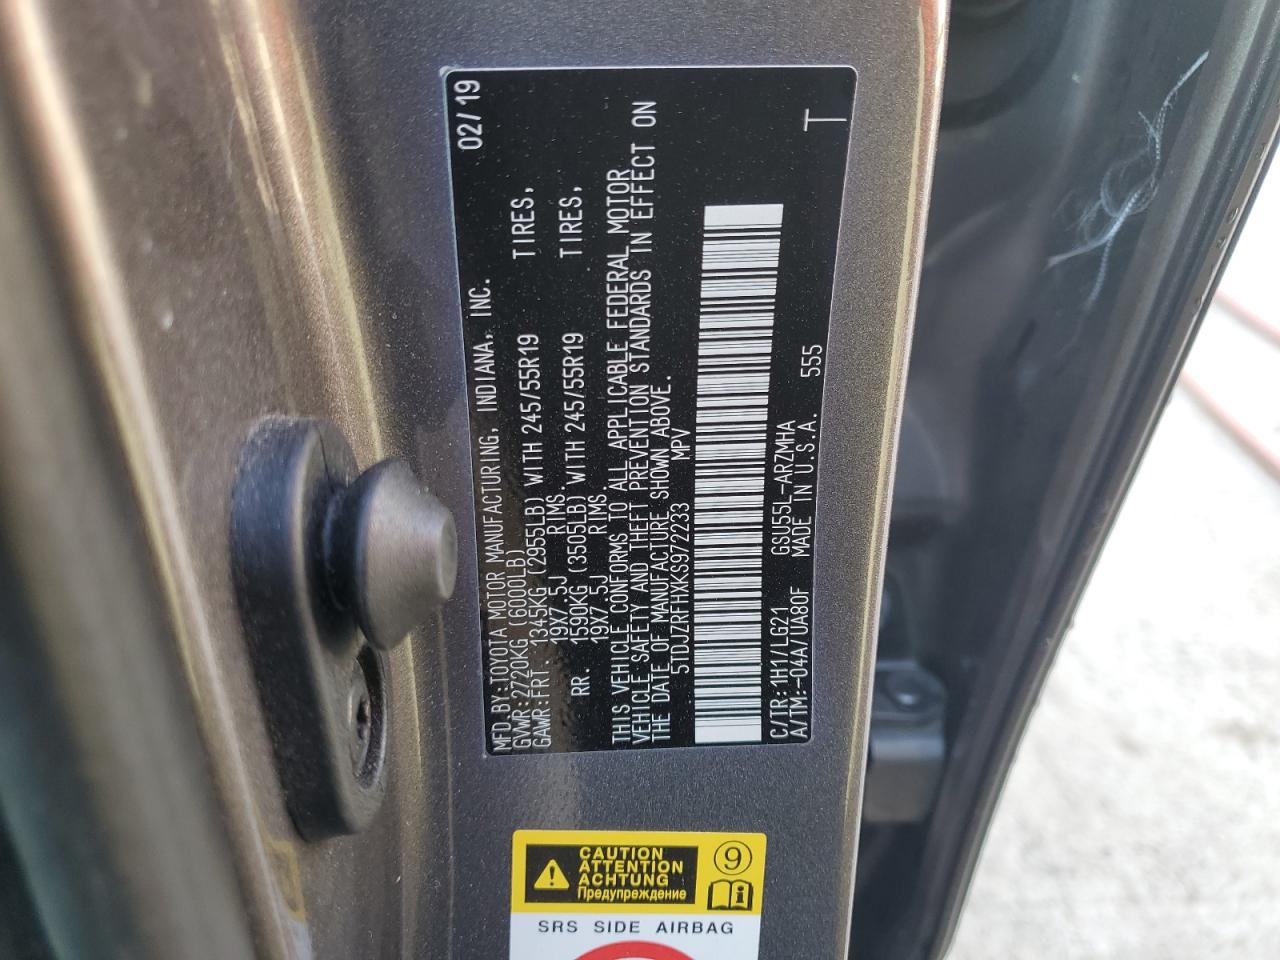 MFD.BY:TOYOTA MOTOR MANUFACTURING, INDIANA, INC. 02/19
GVWR:2720KG (6000LB)
GAWR:FRT. 1345KG (2955LB) WITH 245/55R19 TIRES,
19X7.5J RIMS.
RR. 1590KG (3505LB) WITH 245/55R19 TIRES,
19X7.5J RIMS
THIS VEHICLE CONFORMS TO ALL APPLICABLE FEDERAL MOTOR
VEHICLE SAFETY AND THEFT PREVENTION STANDARDS IN EFFECT ON
THE DATE OF MANUFACTURE SHOWN ABOVE.
5TDJZRFHXKS972733 MPV
C/TR:1H1/LG21 GSU55L-ARZMHA
A/TM:-04A/UA80F MADE IN U.S.A. 555
T
CAUTION
ATTENTION
ACHTUNG
Предупреждение
9
i
SRS SIDE AIRBAG